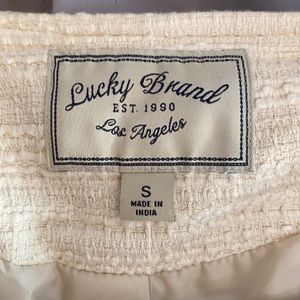 Lucky Brand
EST. 1990
Los Angeles
S
MADE IN
INDIA